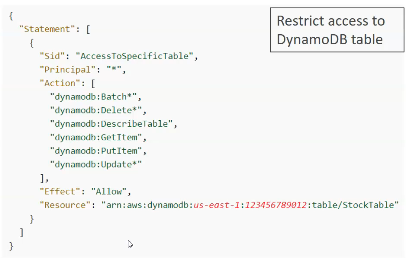 Restrict access to
DynamoDB table
{
  "Statement": [
    {
      "Sid": "AccessToSpecificTable",
      "Principal": "*",
      "Action": [
        "dynamodb:Batch*",
        "dynamodb:Delete*",
        "dynamodb:DescribeTable",
        "dynamodb:GetItem",
        "dynamodb:PutItem",
        "dynamodb:Update*"
      ],
      "Effect": "Allow",
      "Resource": "arn:aws:dynamodb:us-east-1:123456789012:table/StockTable"
    }
  ]
}